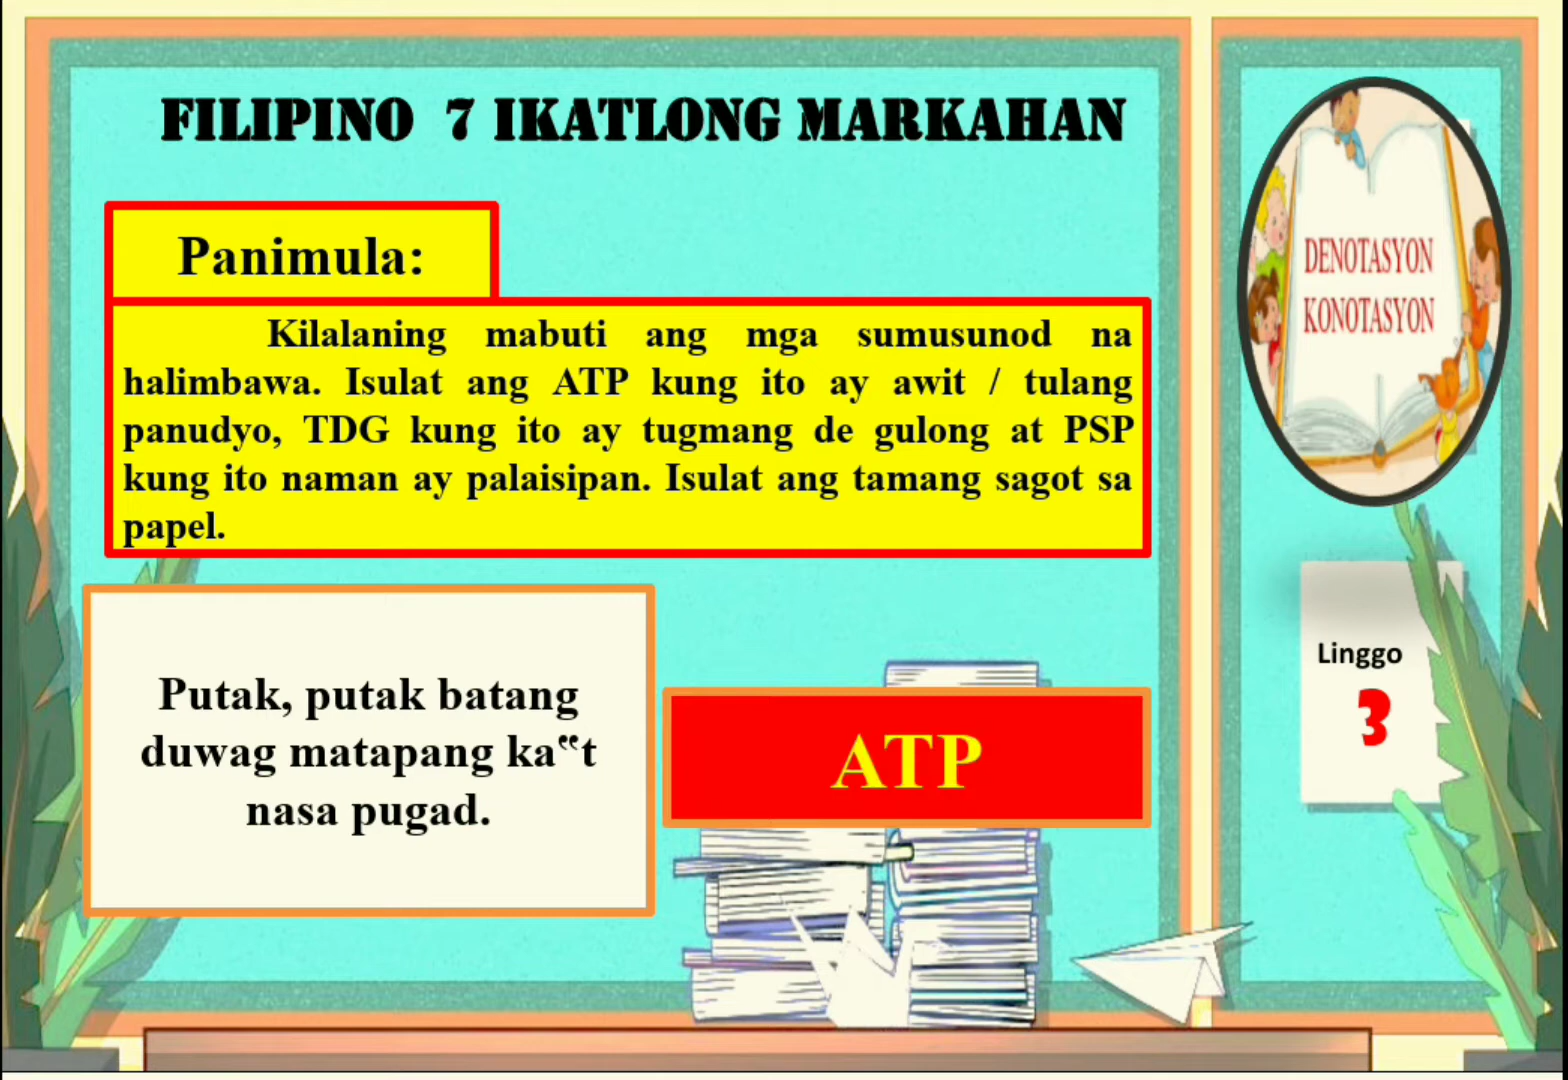 FILIPINO 7 IKATLONG MARKAHAN
Panimula:
Kilalaning mabuti ang mga sumusunod na
halimbawa. Isulat ang ATP kung ito ay awit / tulang
panudyo, TDG kung ito ay tugmang de gulong at PSP
kung ito naman ay palaisipan. Isulat ang tamang sagot sa
papel.
Putak, putak batang
duwag matapang ka‟t
nasa pugad.
ATP
DENOTASYON
KONOTASYON
Linggo
3